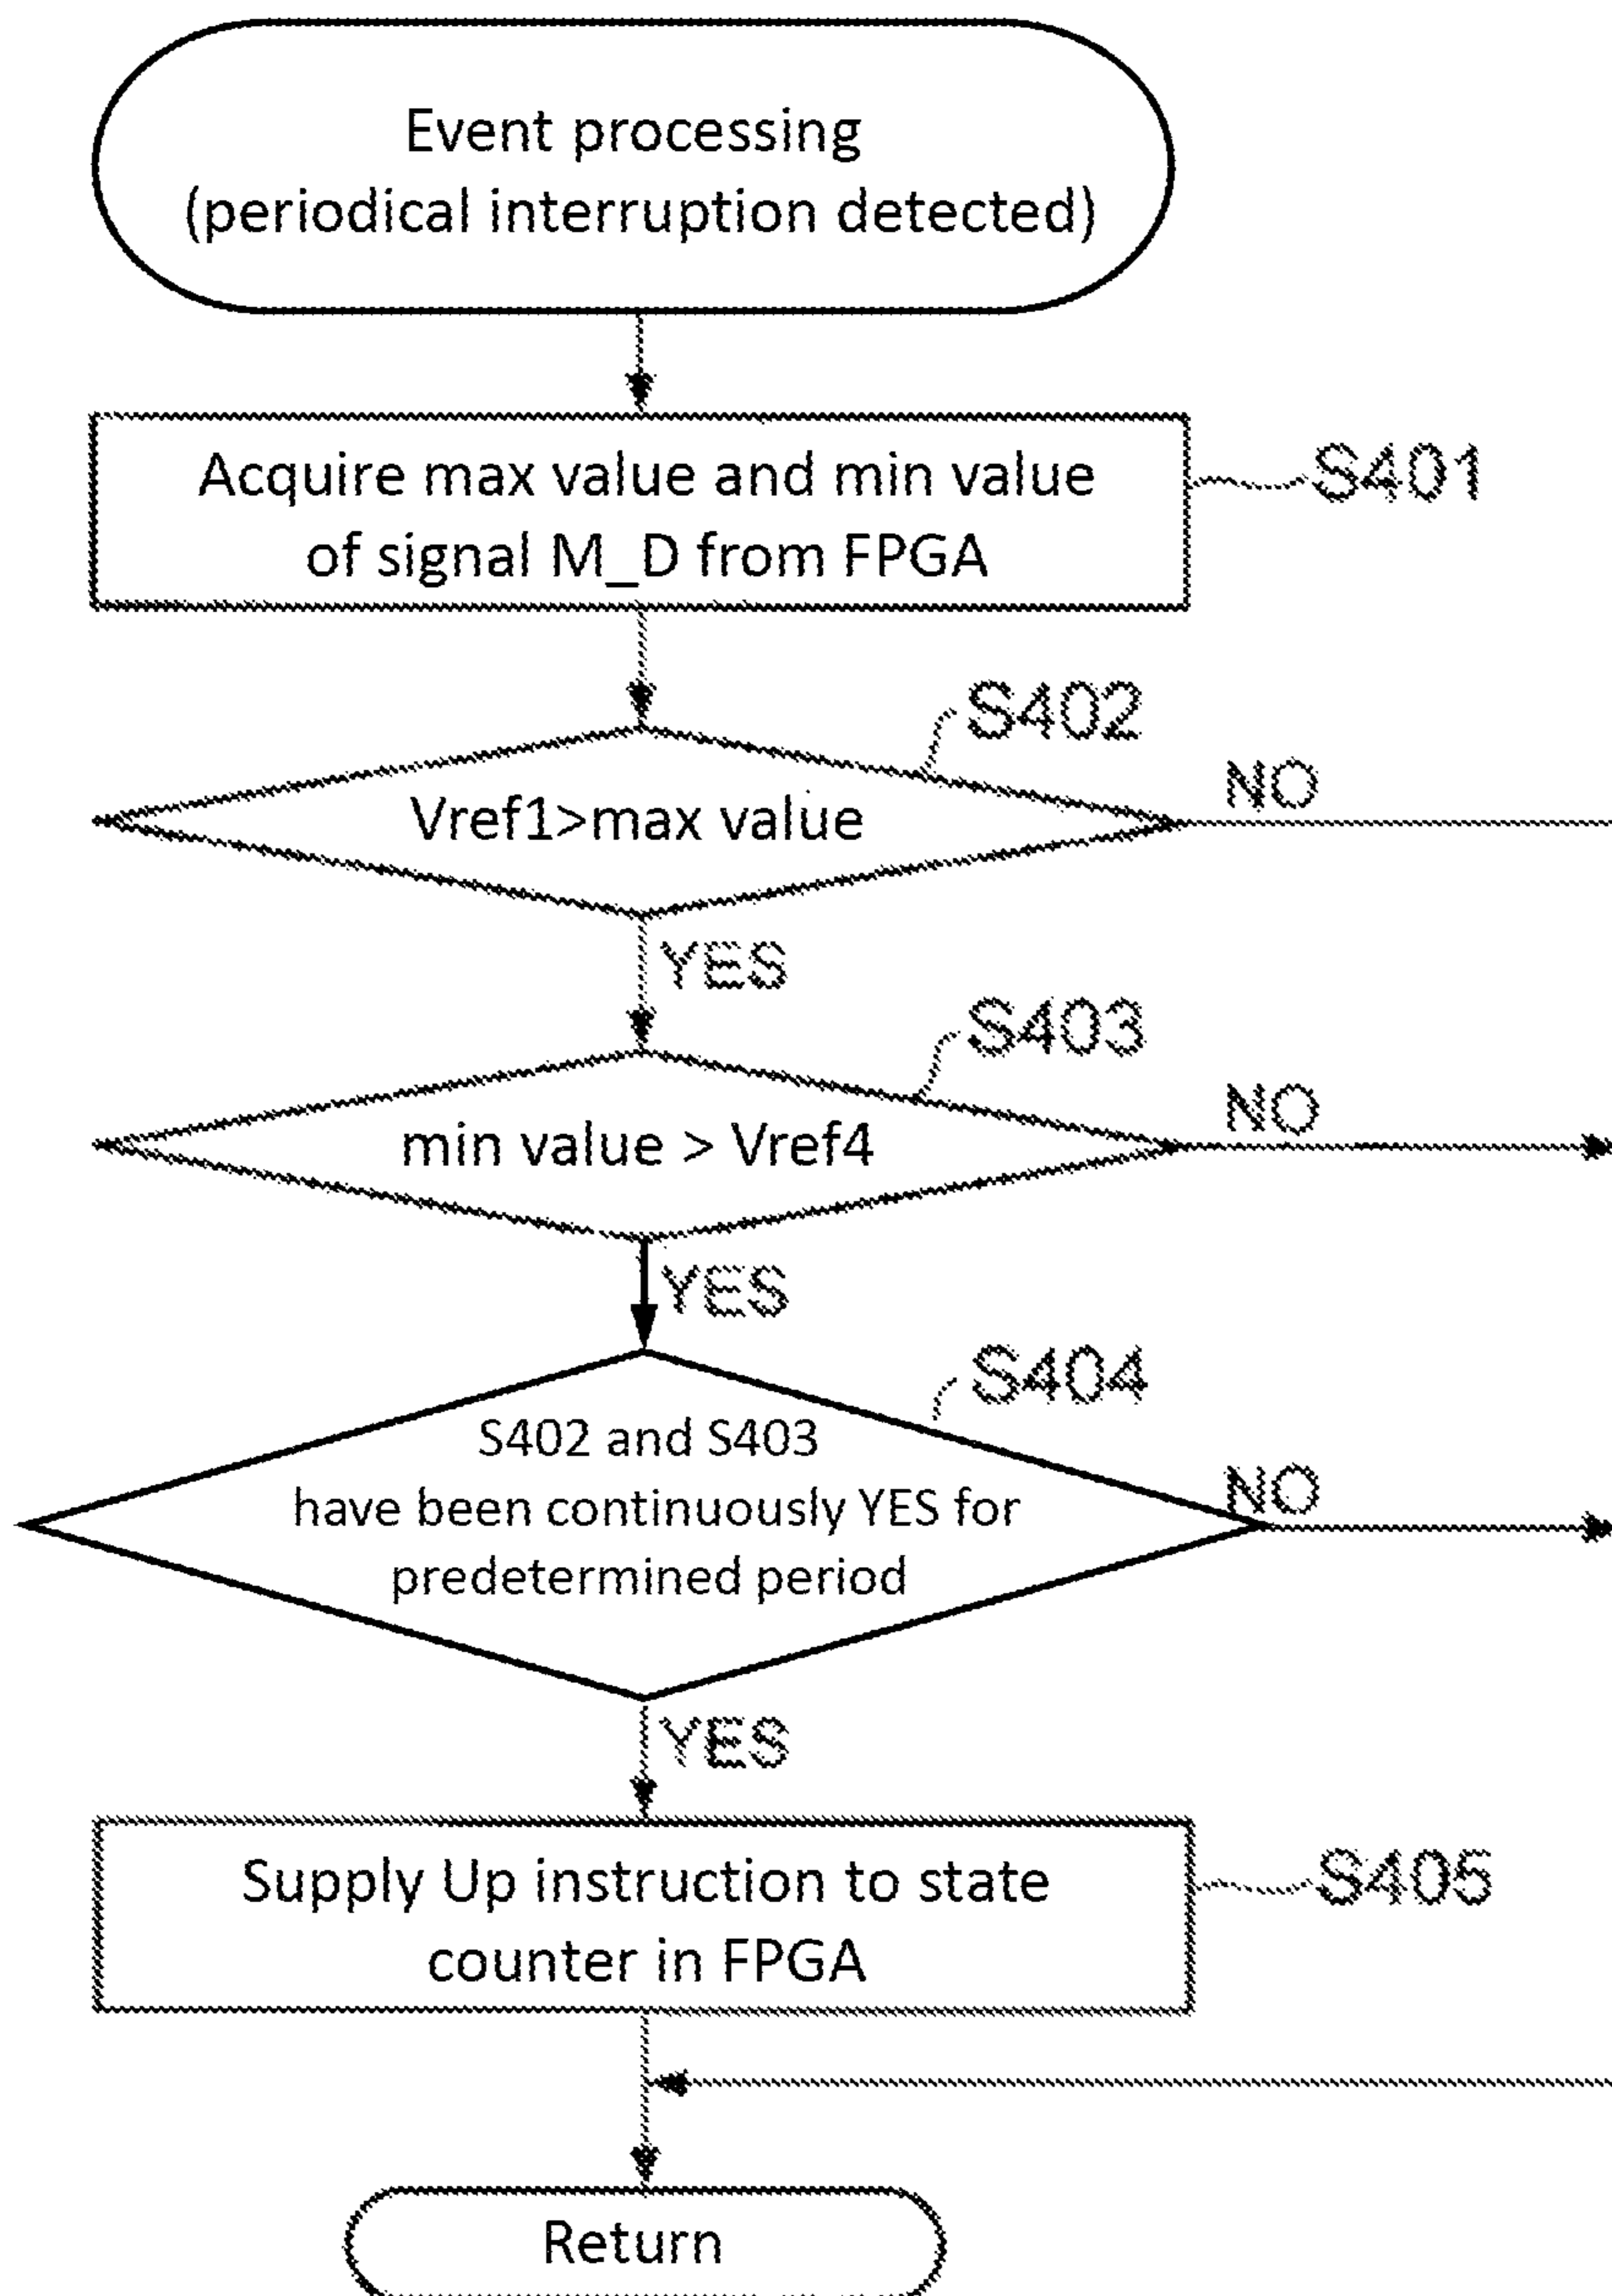 Event processing
(periodical interruption detected)
Acquire max value and min value
of signal M_D from FPGA
S401
S402
Vref1>max value
NO
YES
S403
min value > Vref4
NO
YES
S404
S402 and S403
have been continuously YES for
predetermined period
NO
YES
Supply Up instruction to state
counter in FPGA
S405
Return